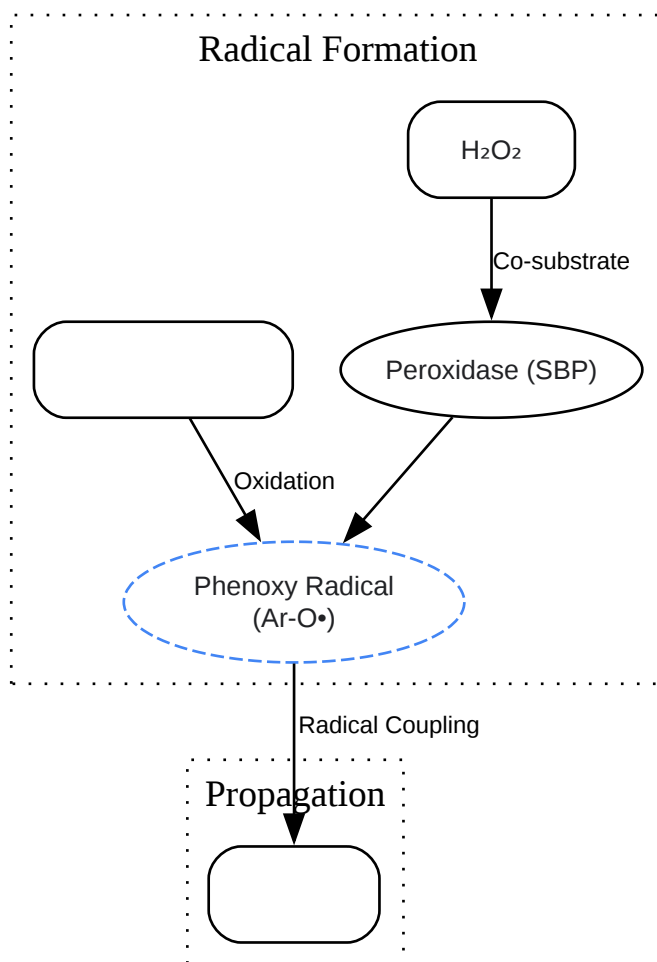 Radical Formation
H₂O₂
Co-substrate
Peroxidase (SBP)
Oxidation
Phenoxy Radical
(Ar-O•)
Radical Coupling
Propagation